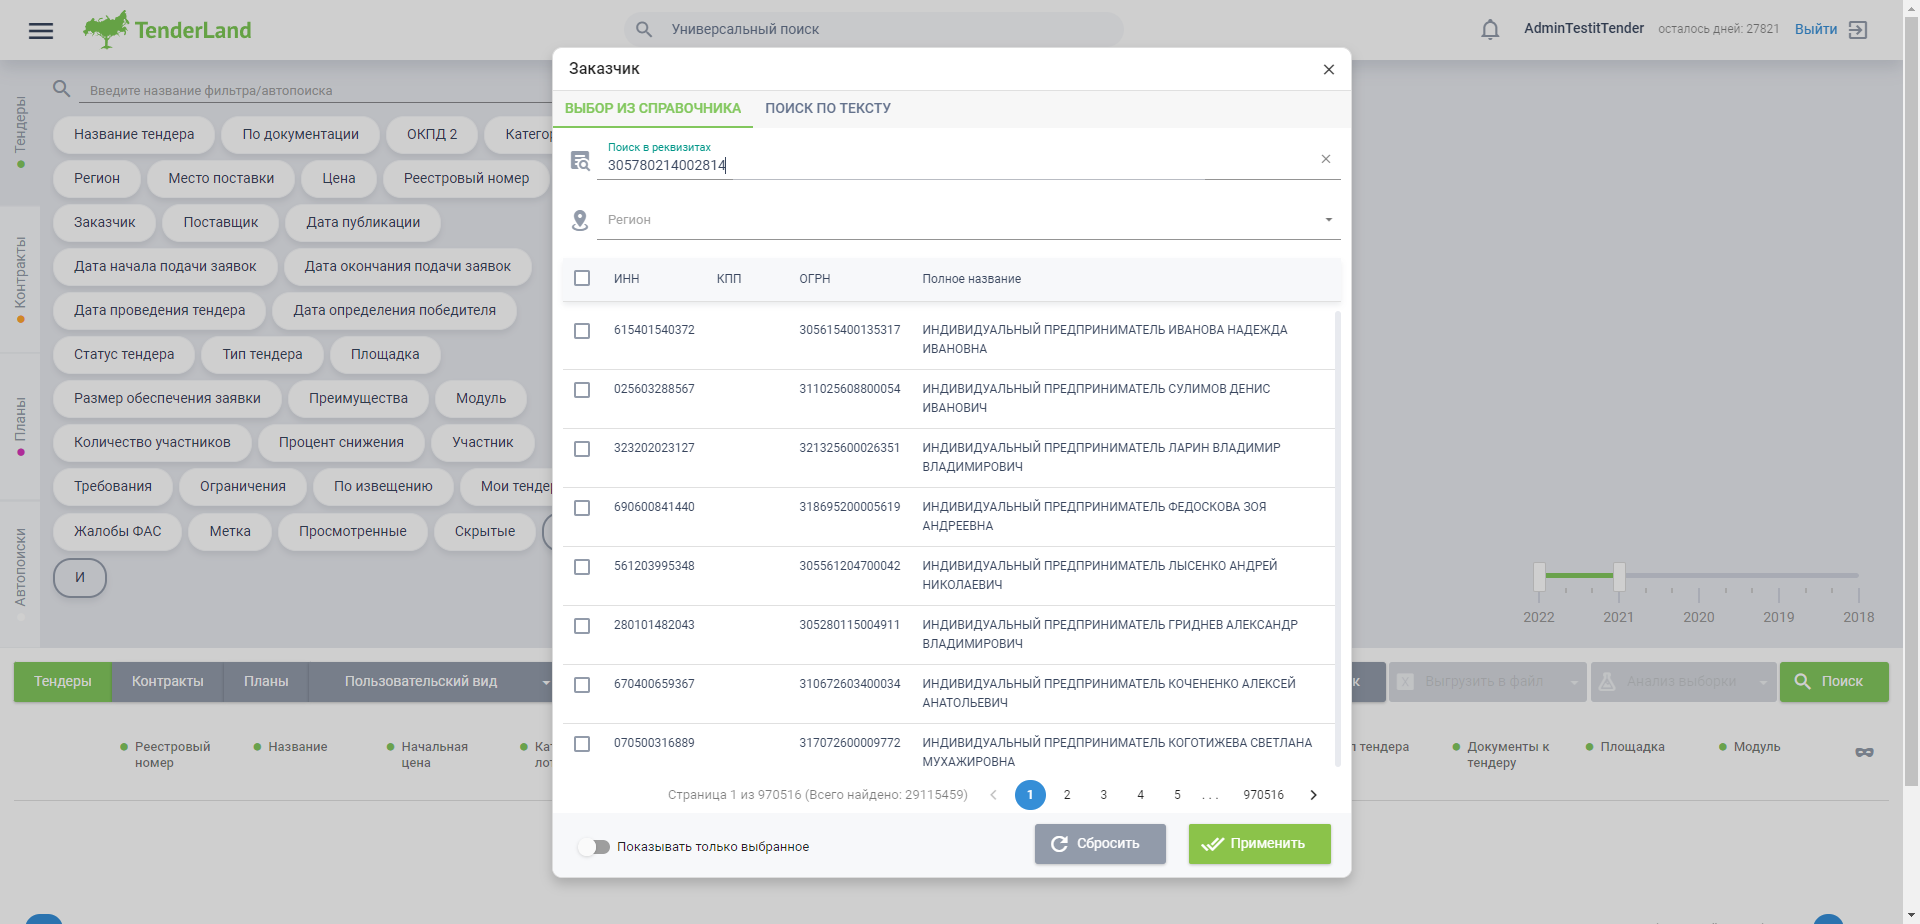 TenderLand
Универсальный поиск
AdminTestitTender
осталось дней: 27821
Выйти
Заказчик
ВЫБОР ИЗ СПРАВОЧНИКА
ПОИСК ПО ТЕКСТУ
Поиск в реквизитах
305780214002814
Регион
ИНН КПП ОГРН Полное название
615401540372 305615400135317 ИНДИВИДУАЛЬНЫЙ ПРЕДПРИНИМАТЕЛЬ ИВАНОВА НАДЕЖДА
ИВАНОВНА
025603288567 311025608800054 ИНДИВИДУАЛЬНЫЙ ПРЕДПРИНИМАТЕЛЬ СУЛИМОВ ДЕНИС
ИВАНОВИЧ
323202023127 321325600026351 ИНДИВИДУАЛЬНЫЙ ПРЕДПРИНИМАТЕЛЬ ЛАРИН ВЛАДИМИР
ВЛАДИМИРОВИЧ
690600841440 318695200005619 ИНДИВИДУАЛЬНЫЙ ПРЕДПРИНИМАТЕЛЬ ФЕДОСКОВА ЗОЯ
АНДРЕЕВНА
561203995348 305561204700042 ИНДИВИДУАЛЬНЫЙ ПРЕДПРИНИМАТЕЛЬ ЛЫСЕНКО АНДРЕЙ
НИКОЛАЕВИЧ
280101482043 305280115004911 ИНДИВИДУАЛЬНЫЙ ПРЕДПРИНИМАТЕЛЬ ГРИДНЕВ АЛЕКСАНДР
ВЛАДИМИРОВИЧ
670400659367 310672603400034 ИНДИВИДУАЛЬНЫЙ ПРЕДПРИНИМАТЕЛЬ КОЧЕНЕНКО АЛЕКСЕЙ
АНАТОЛЬЕВИЧ
070500316889 317072600009772 ИНДИВИДУАЛЬНЫЙ ПРЕДПРИНИМАТЕЛЬ КОГОТИЖЕВА СВЕТЛАНА
МУХАЖИРОВНА
Страница 1 из 970516 (Всего найдено: 29115459) 1 2 3 4 5 ... 970516
Показывать только выбранное
Сбросить
Применить
Тендеры
Контракты
Планы
Автопоиски
Введите название фильтра/автопоиска
Название тендера По документации ОКПД 2 Категор
Регион Место поставки Цена Реестровый номер
Заказчик Поставщик Дата публикации
Дата начала подачи заявок Дата окончания подачи заявок
Дата проведения тендера Дата определения победителя
Статус тендера Тип тендера Площадка
Размер обеспечения заявки Преимущества Модуль
Количество участников Процент снижения Участник
Требования Ограничения По извещению Мои тендер
Жалобы ФАС Метка Просмотренные Скрытые
И
2022 2021 2020 2019 2018
Тендеры Контракты Планы Пользовательский вид
к Выгрузить в файл Анализ выборки Поиск
Реестровый
номер
Название
Начальная
цена
Кат
лот
п тендера
Документы к
тендеру
Площадка
Модуль